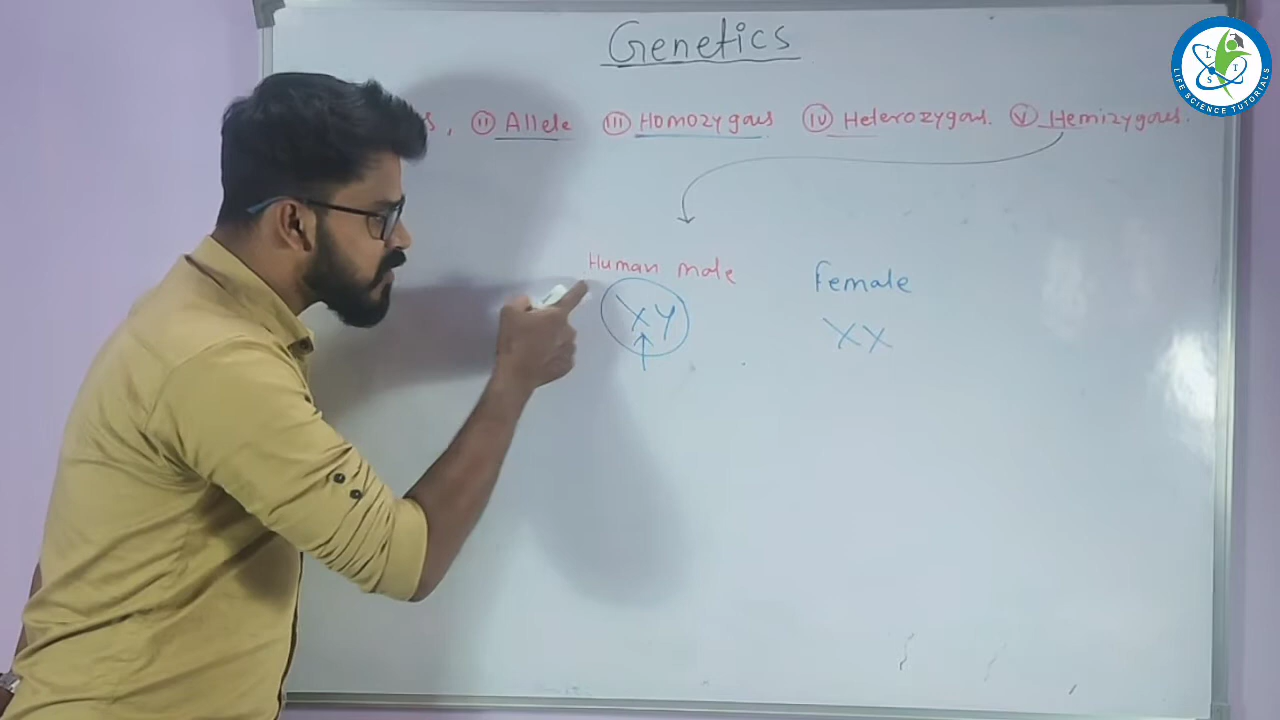 Genetics
s, (ii) Allele (iii) Homozygous (iv) Heterozygous. (v) Hemizygous.
Human male Female
XY XX
L T S
LIFE SCIENCE TUTORIALS